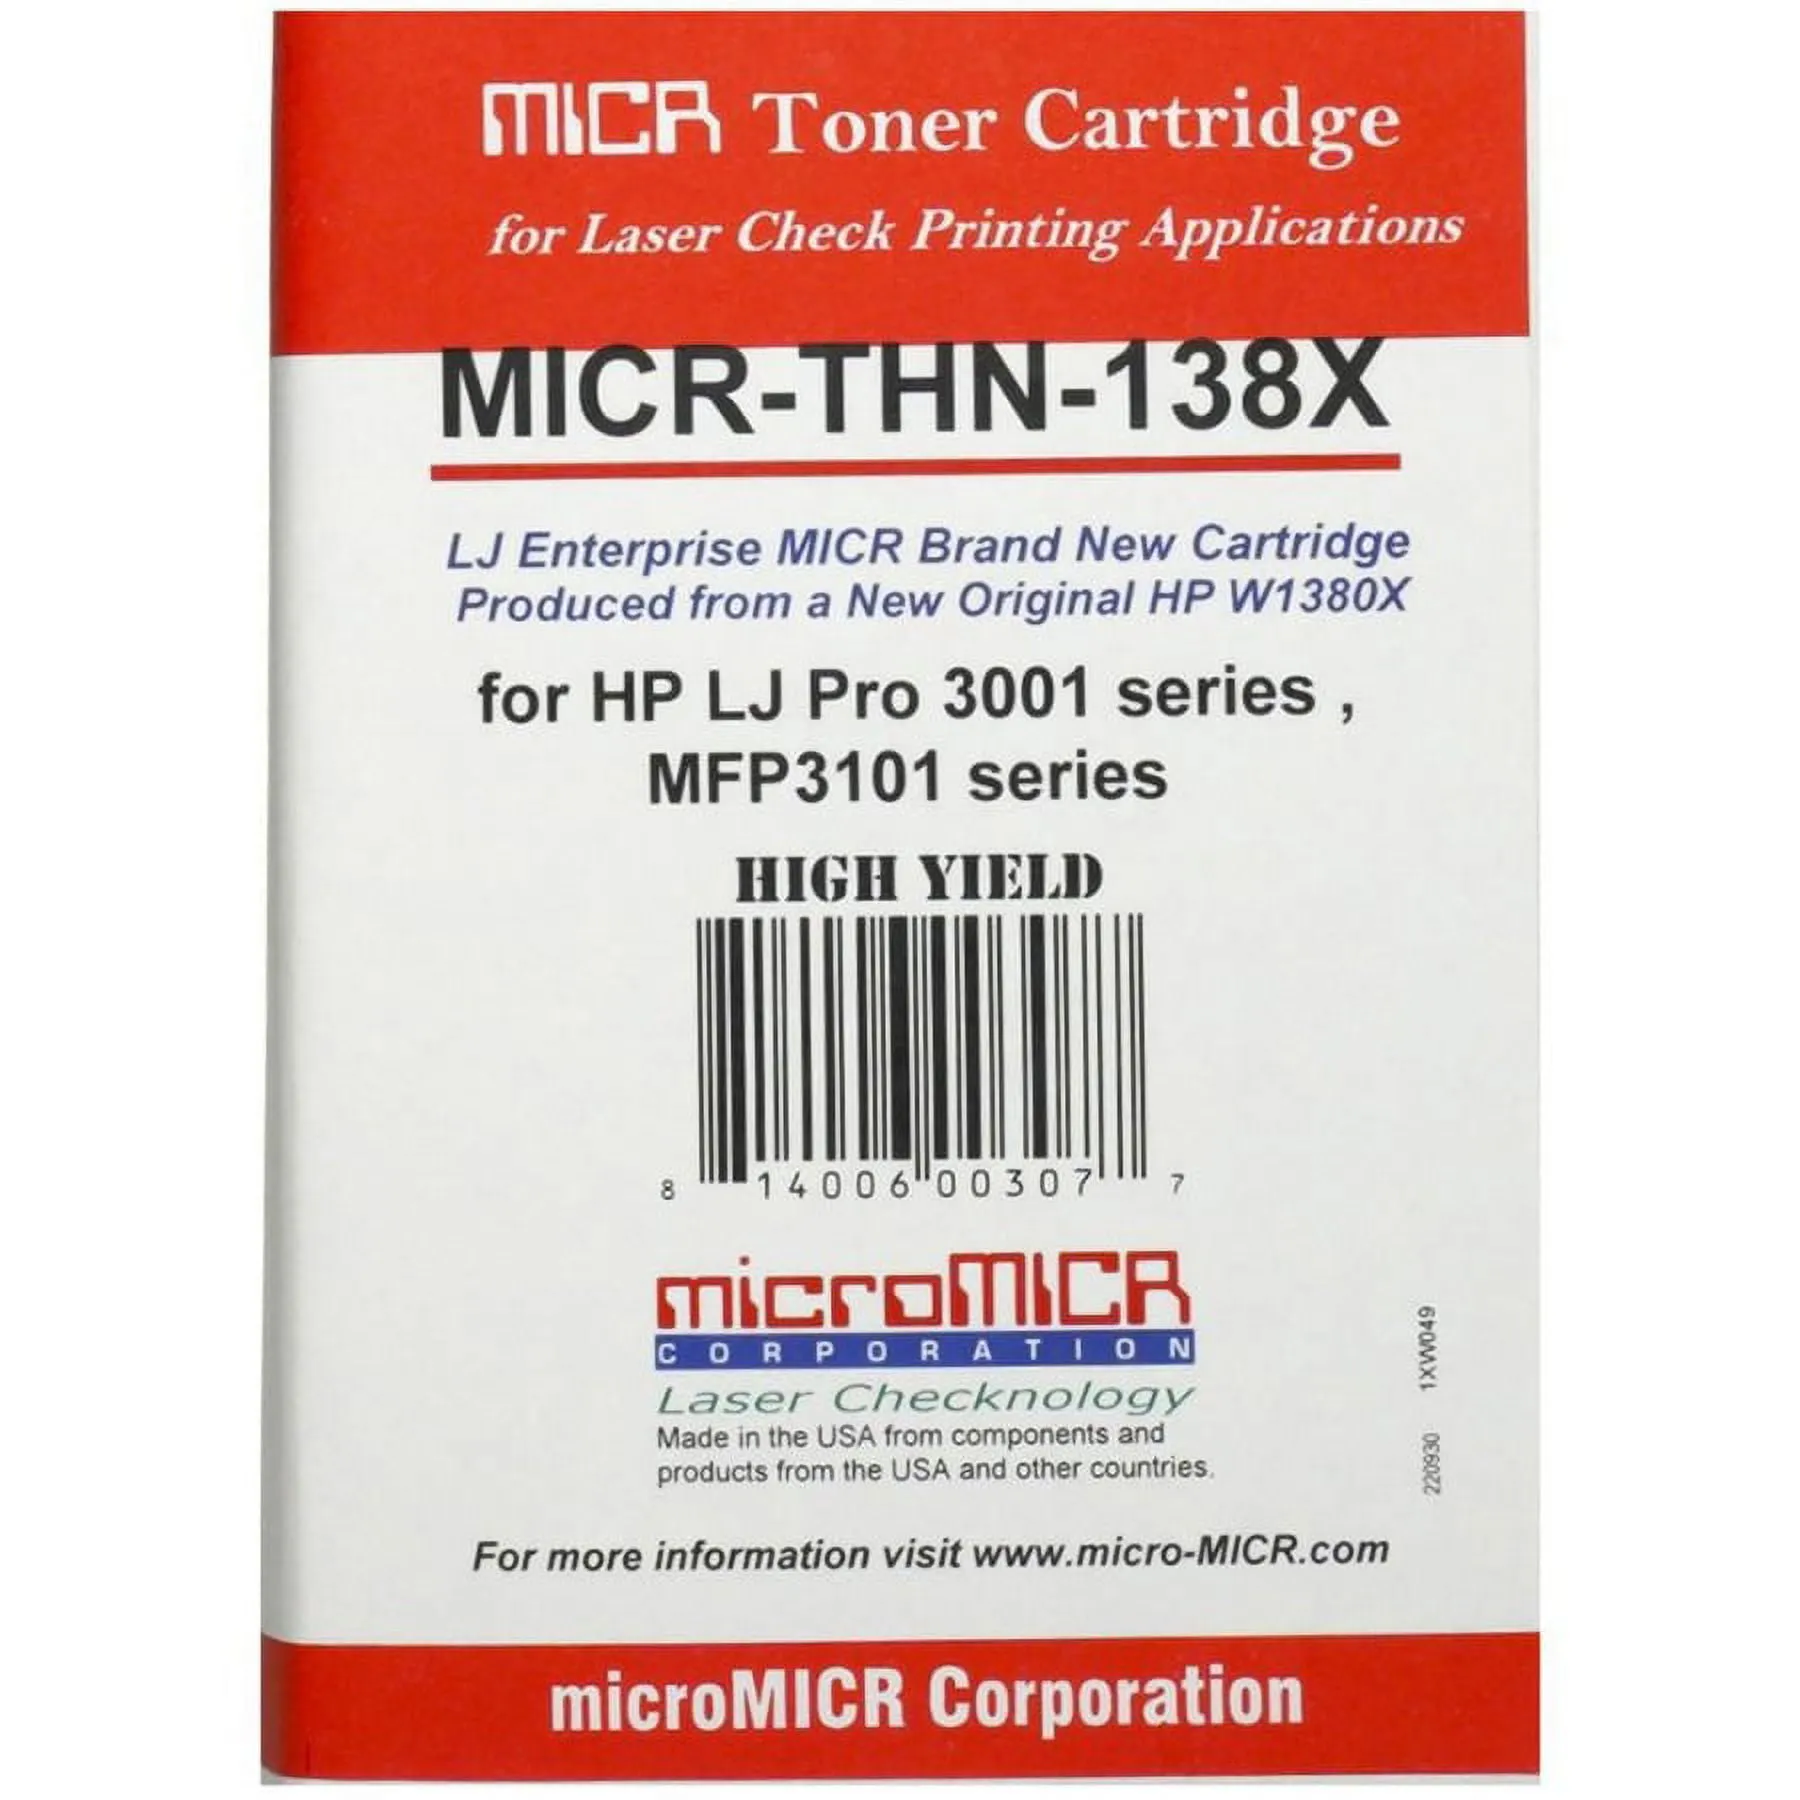 MICR Toner Cartridge
for Laser Check Printing Applications
MICR-THN-138X
LJ Enterprise MICR Brand New Cartridge
Produced from a New Original HP W1380X
for HP LJ Pro 3001 series ,
MFP3101 series
HIGH YIELD
8 14006 00307 7
microMICR
CORPORATION
Laser Checknology
Made in the USA from components and
products from the USA and other countries.
220930 1XW049
For more information visit www.micro-MICR.com
microMICR Corporation